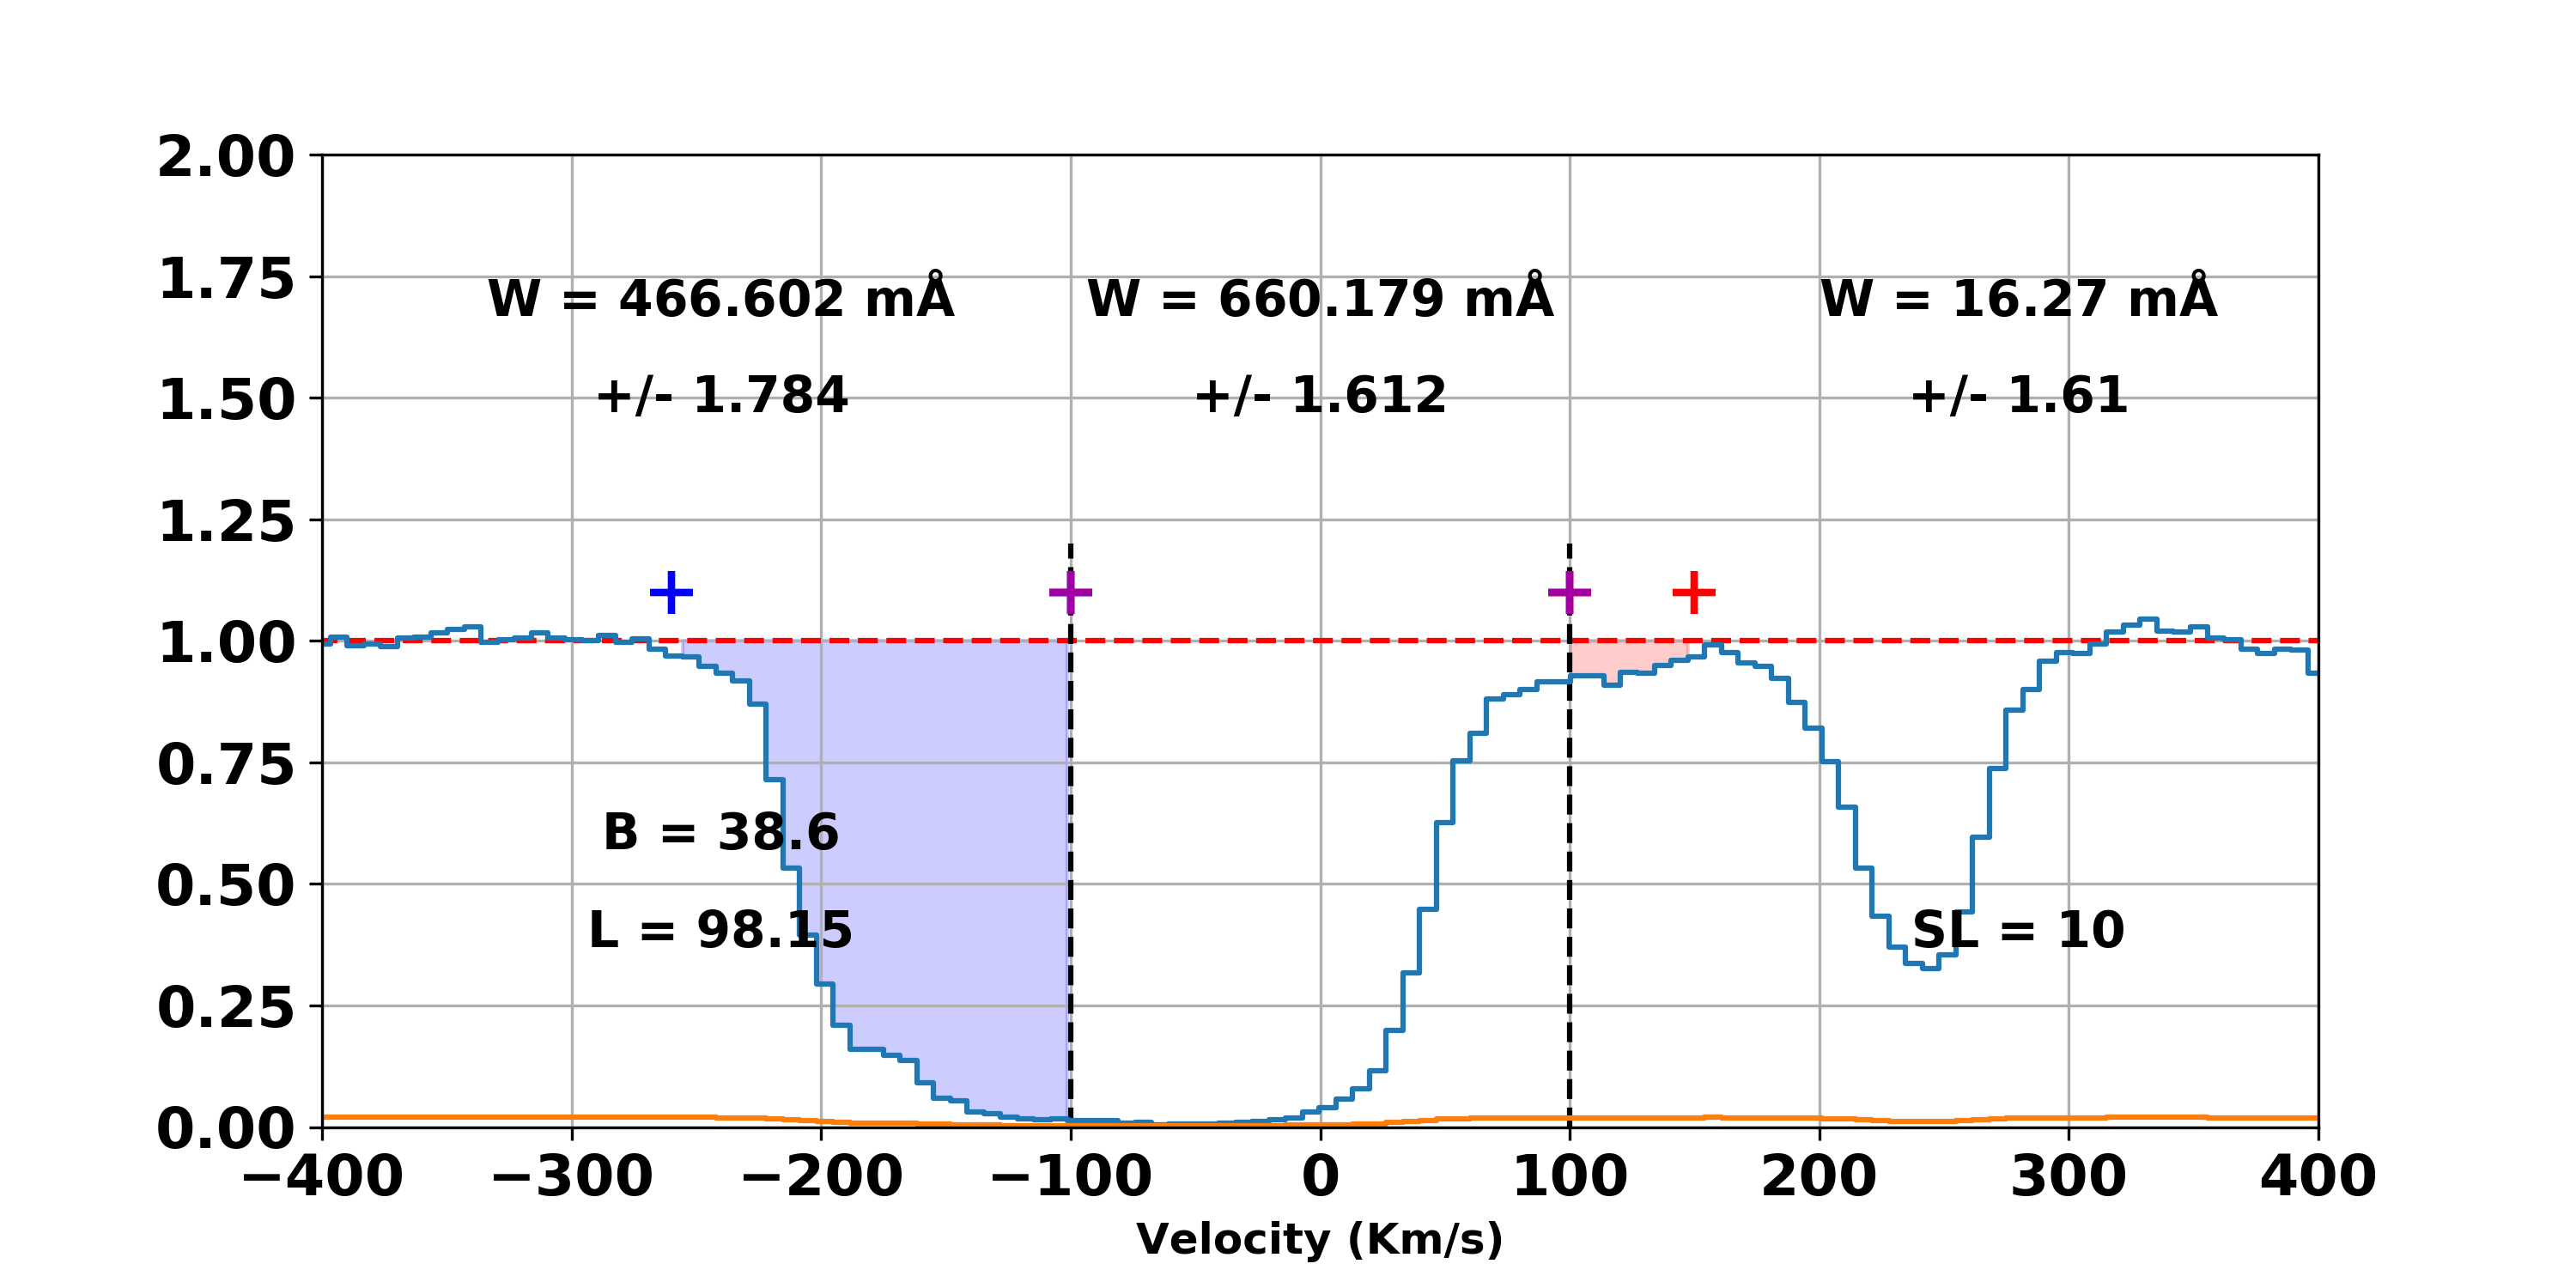 2.00
1.75
W = 466.602 mÅ W = 660.179 mÅ W = 16.27 mÅ
1.50
+/- 1.784 +/- 1.612 +/- 1.61
1.25
1.00
0.75
B = 38.6
0.50
L = 98.15 SL = 10
0.25
0.00
−400 −300 −200 −100 0 100 200 300 400
Velocity (Km/s)